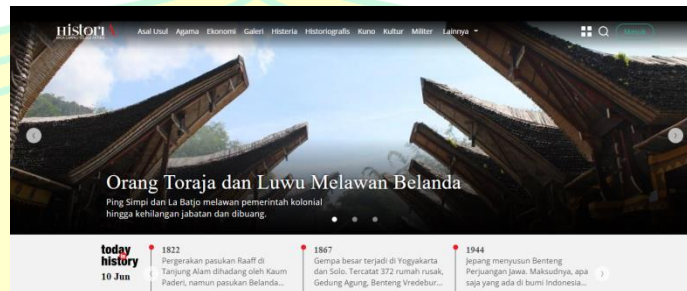 Histori
Asal Usul Agama Ekonomi Galeri Histeria Historiografis Kuno Kultur Militer Lainnya
Masuk
Orang Toraja dan Luwu Melawan Belanda
Ping Simpi dan La Batjo melawan pemerintah kolonial
hingga kehilangan jabatan dan dibuang.
today
history
10 Jun
1822
Pergerakan pasukan Raaff di
Tanjung Alam dihadang oleh Kaum
Paderi, namun pasukan Belanda...
1867
Gempa besar terjadi di Yogyakarta
dan Solo. Tercatat 372 rumah rusak,
Gedung Agung, Benteng Vredebur...
1944
Jepang menyusun Benteng
Perjuangan Jawa. Maksudnya, apa
saja yang ada di bumi Indonesia...